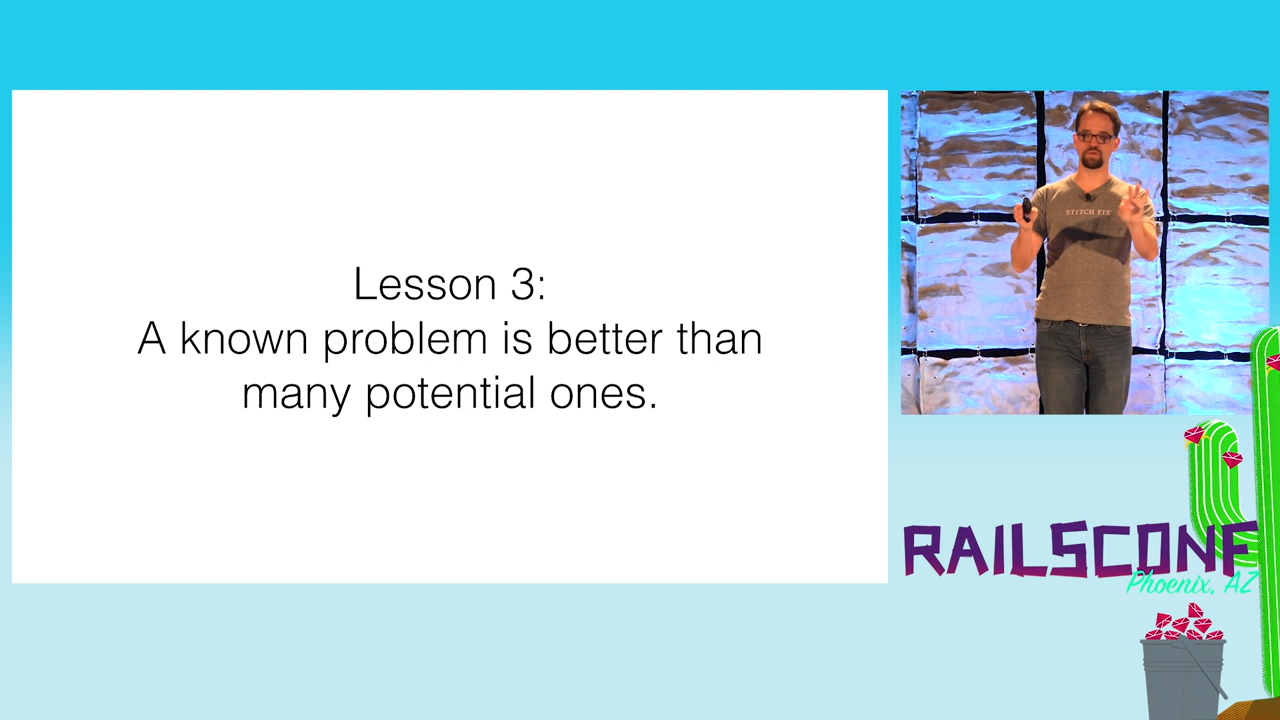 Lesson 3:
A known problem is better than
many potential ones.
STITCH FIX
RAILSCONF
Phoenix, AZ